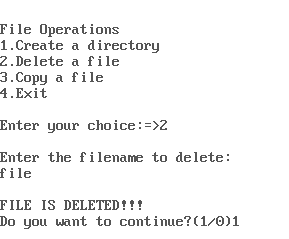 File Operations
1.Create a directory
2.Delete a file
3.Copy a file
4.Exit
Enter your choice:=>2
Enter the filename to delete:
file
FILE IS DELETED!!!
Do you want to continue?(1/0)1